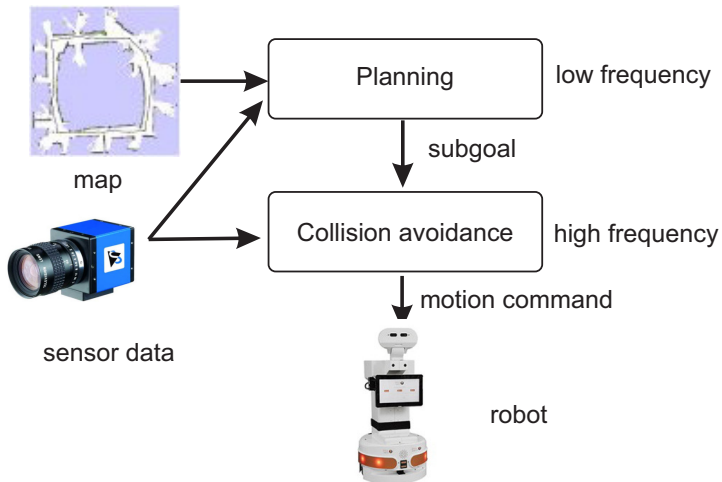 Planning
low frequency
subgoal
map
Collision avoidance
high frequency
motion command
sensor data
robot